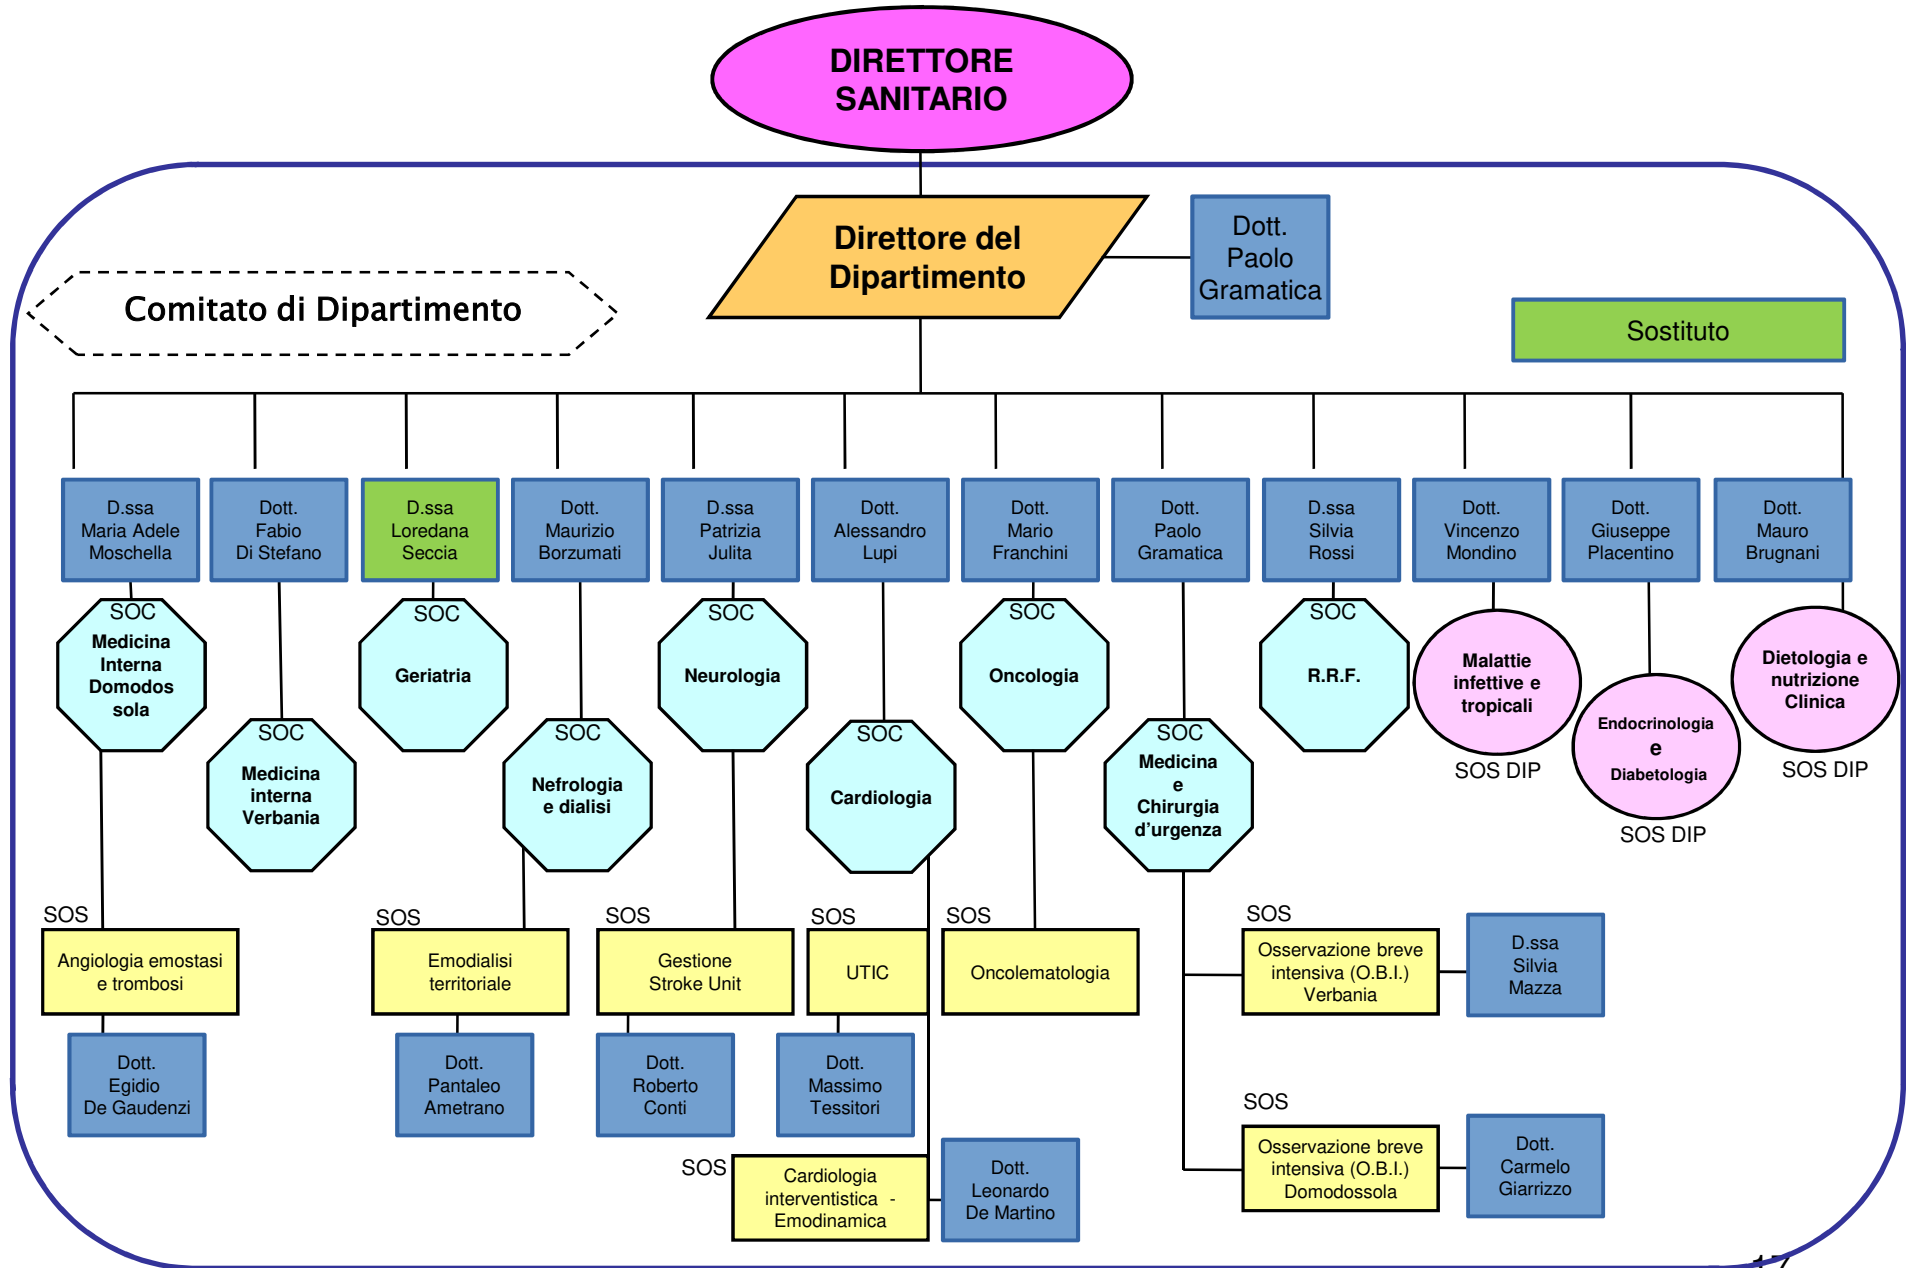 DIRETTORE
SANITARIO
Direttore del
Dipartimento
Dott.
Paolo
Gramatica
Comitato di Dipartimento
Sostituto
D.ssa
Maria Adele
Moschella
Dott.
Fabio
Di Stefano
D.ssa
Loredana
Seccia
Dott.
Maurizio
Borzumati
D.ssa
Patrizia
Julita
Dott.
Alessandro
Lupi
Dott.
Mario
Franchini
Dott.
Paolo
Gramatica
D.ssa
Silvia
Rossi
Dott.
Vincenzo
Mondino
Dott.
Giuseppe
Placentino
Dott.
Mauro
Brugnani
SOC
Medicina
Interna
Domodos
sola
SOC
Medicina
interna
Verbania
SOC
Geriatria
SOC
Nefrologia
e dialisi
SOC
Neurologia
SOC
Cardiologia
SOC
Oncologia
SOC
Medicina
e
Chirurgia
d'urgenza
SOC
R.R.F.
Malattie
infettive e
tropicali
SOS DIP
Endocrinologia
e
Diabetologia
SOS DIP
Dietologia e
nutrizione
Clinica
SOS DIP
SOS
Angiologia emostasi
e trombosi
Dott.
Egidio
De Gaudenzi
SOS
Emodialisi
territoriale
Dott.
Pantaleo
Ametrano
SOS
Gestione
Stroke Unit
Dott.
Roberto
Conti
SOS
UTIC
Dott.
Massimo
Tessitori
SOS
Oncolematologia
SOS
Osservazione breve
intensiva (O.B.I.)
Verbania
D.ssa
Silvia
Mazza
SOS
Osservazione breve
intensiva (O.B.I.)
Domodossola
Dott.
Carmelo
Giarrizzo
SOS
Cardiologia
interventistica -
Emodinamica
Dott.
Leonardo
De Martino